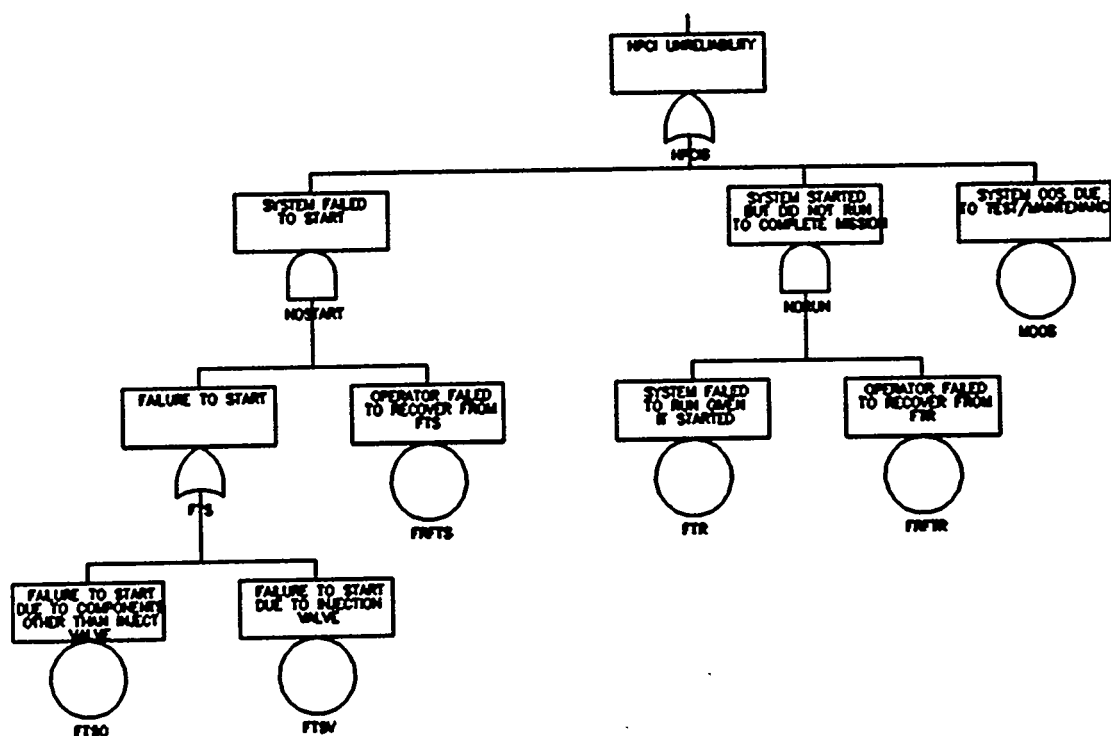 HPCI UNRELIABILITY
HPCIS
SYSTEM FAILED
TO START
NOSTART
SYSTEM STARTED
BUT DID NOT RUN
TO COMPLETE MISSION
NORUN
SYSTEM OOS DUE
TO TEST/MAINTENANCE
MOOS
FAILURE TO START
FTS
OPERATOR FAILED
TO RECOVER FROM
FTS
FRFTS
SYSTEM FAILED
TO RUN GIVEN
IT STARTED
FTR
OPERATOR FAILED
TO RECOVER FROM
FTR
FRFTR
FAILURE TO START
DUE TO COMPONENTS
OTHER THAN INJECT
VALVE
FTSO
FAILURE TO START
DUE TO INJECTION
VALVE
FTSV